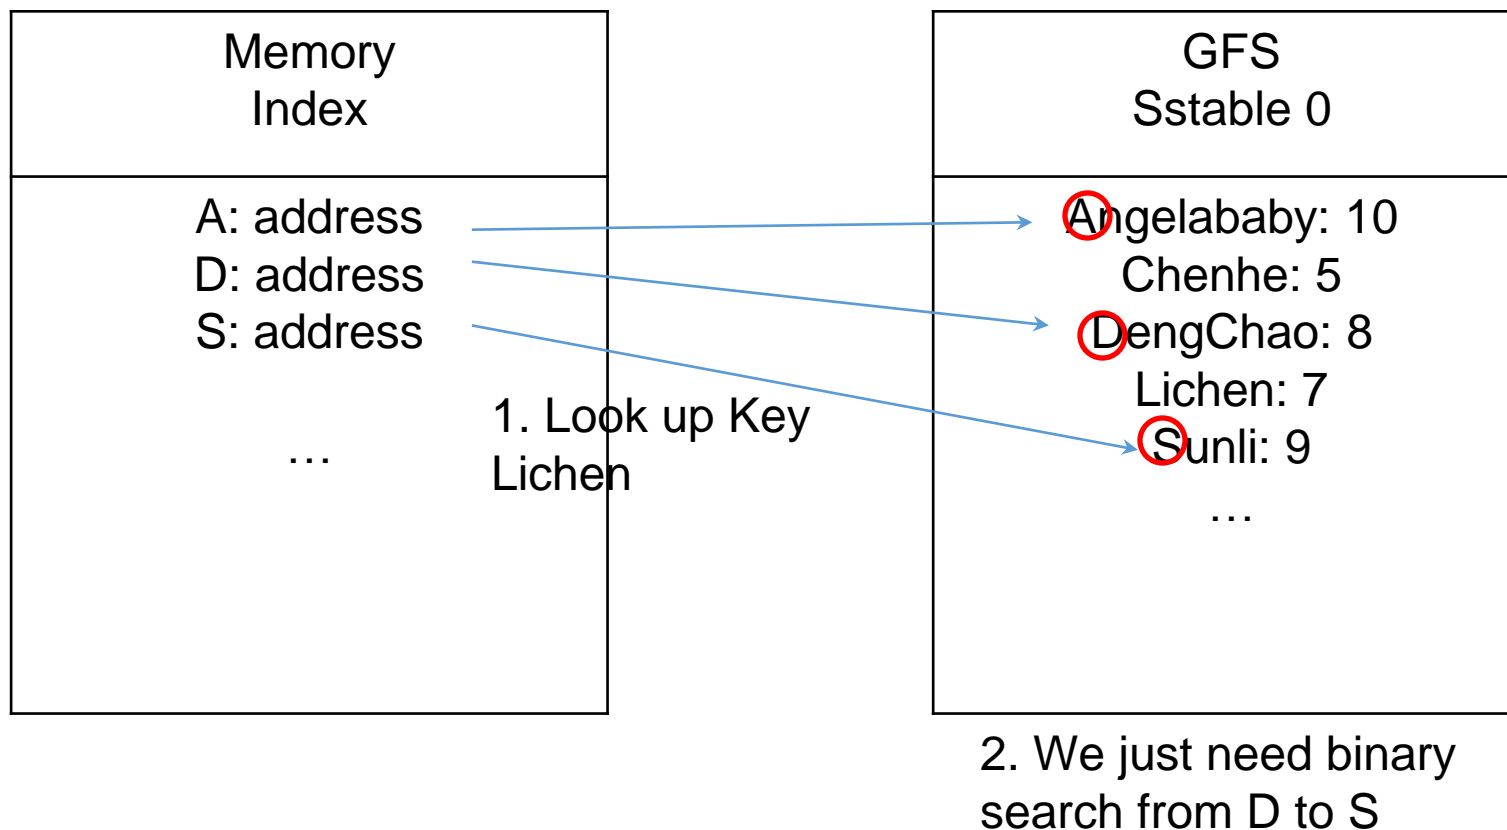 Memory
Index
A: address
D: address
S: address
…
1. Look up Key
Lichen
GFS
Sstable 0
Angelababy: 10
Chenhe: 5
DengChao: 8
Lichen: 7
Sunli: 9
…
2. We just need binary
search from D to S